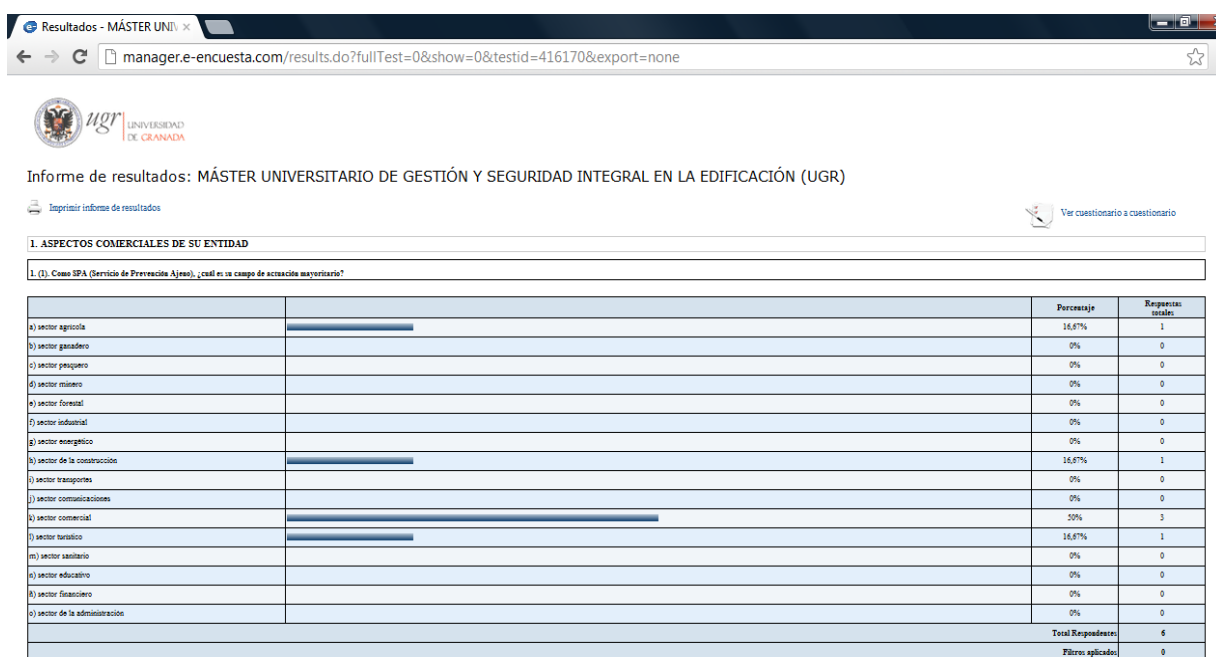 Resultados - MÁSTER UNIV
manager.e-encuesta.com/results.do?fullTest=0&show=0&testid=416170&export=none
ugr UNIVERSIDAD
DE GRANADA
Informe de resultados: MÁSTER UNIVERSITARIO DE GESTIÓN Y SEGURIDAD INTEGRAL EN LA EDIFICACIÓN (UGR)
Imprimir informe de resultados
Ver cuestionario a cuestionario
1. ASPECTOS COMERCIALES DE SU ENTIDAD
1. (1). Como SPA (Servicio de Prevención Ajeno), ¿cuál es su campo de actuación mayoritario?
Porcentaje Respuestas
totales
a) sector agrícola 16,67% 1
b) sector ganadero 0% 0
c) sector pesquero 0% 0
d) sector minero 0% 0
e) sector forestal 0% 0
f) sector industrial 0% 0
g) sector energético 0% 0
h) sector de la construcción 16,67% 1
i) sector transportes 0% 0
j) sector comunicaciones 0% 0
k) sector comercial 50% 3
l) sector turístico 16,67% 1
m) sector sanitario 0% 0
n) sector educativo 0% 0
ñ) sector financiero 0% 0
o) sector de la administración 0% 0
Total Respondentes 6
Filtros aplicados 0